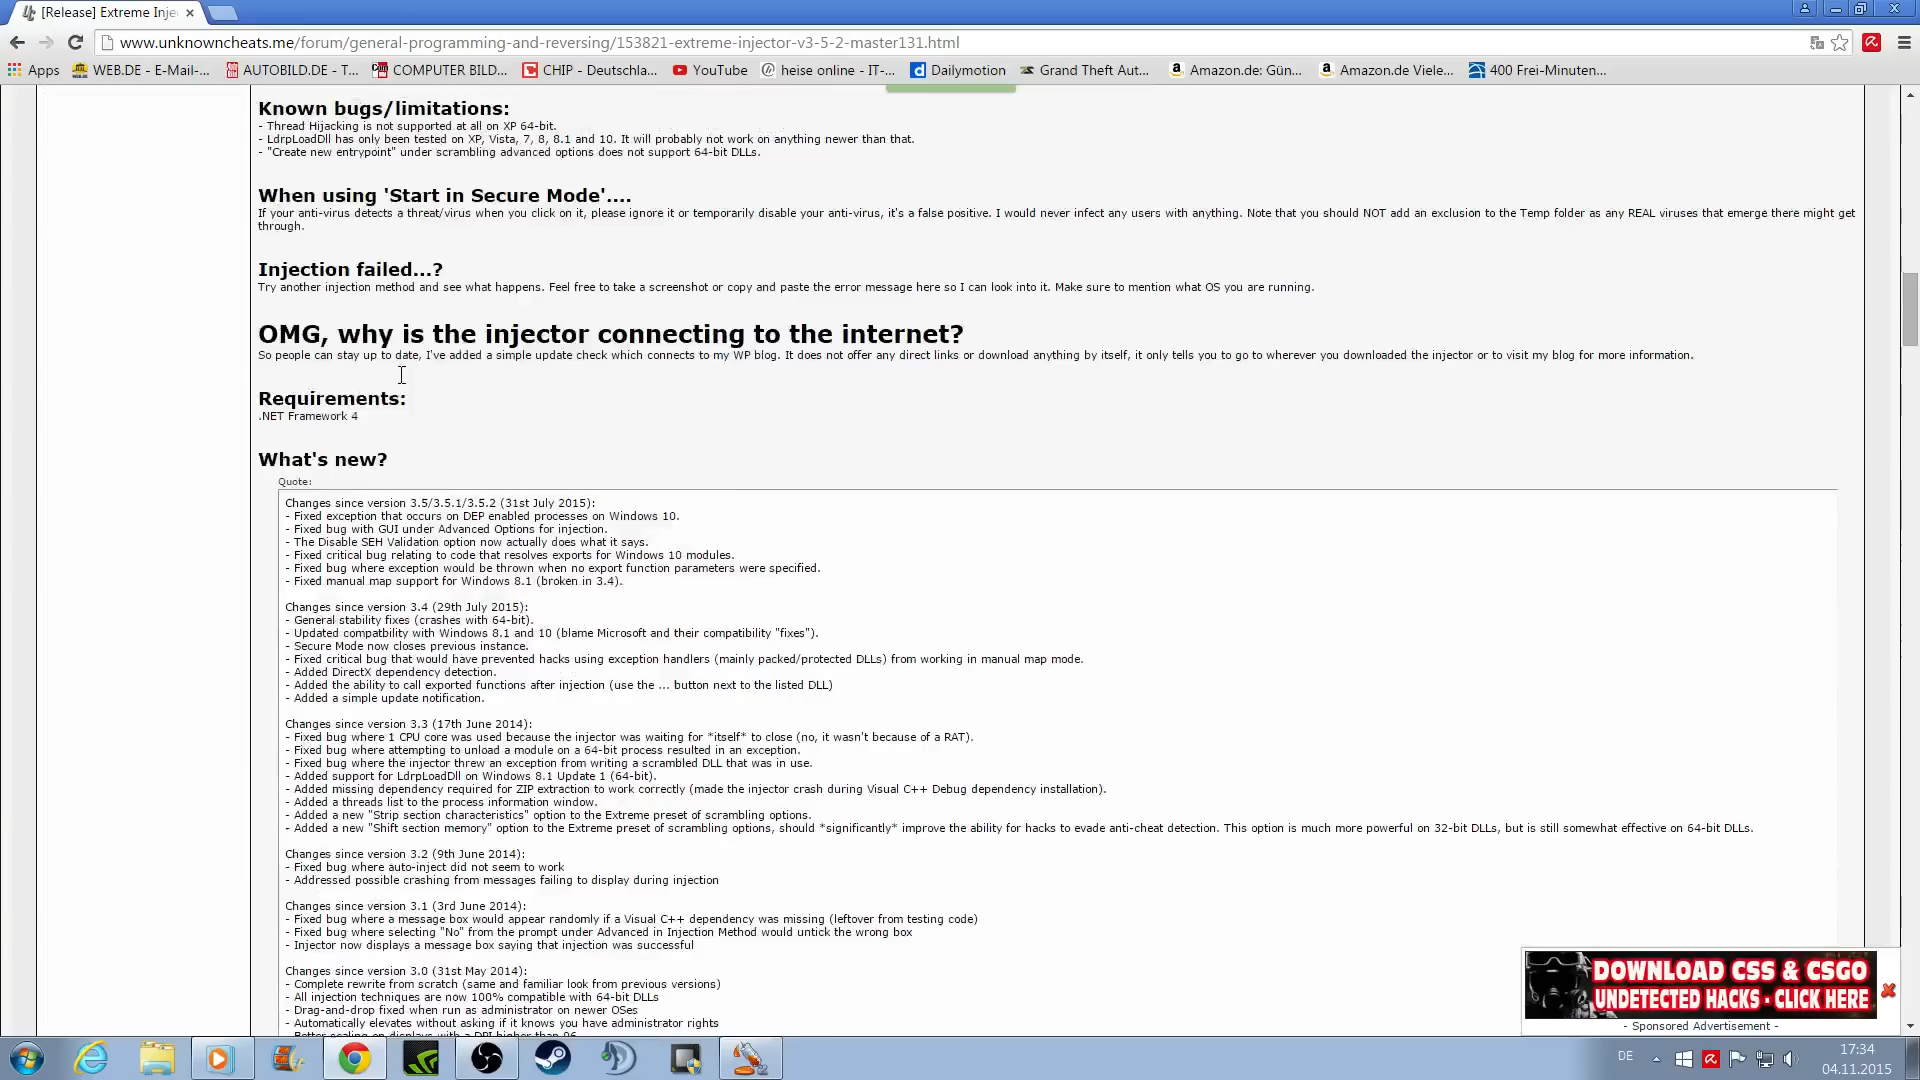 [Release] Extreme Inje
www.unknowncheats.me/forum/general-programming-and-reversing/153821-extreme-injector-v3-5-2-master131.html
Apps WEB.DE - E-Mail-... AUTOBILD.DE - T... COMPUTER BILD... CHIP - Deutschla... YouTube heise online - IT-... Dailymotion Grand Theft Aut... Amazon.de: Gün... Amazon.de Viele... 400 Frei-Minuten...
Known bugs/limitations:
- Thread Hijacking is not supported at all on XP 64-bit.
- LdrpLoadDll has only been tested on XP, Vista, 7, 8, 8.1 and 10. It will probably not work on anything newer than that.
- "Create new entrypoint" under scrambling advanced options does not support 64-bit DLLs.
When using 'Start in Secure Mode'....
If your anti-virus detects a threat/virus when you click on it, please ignore it or temporarily disable your anti-virus, it's a false positive. I would never infect any users with anything. Note that you should NOT add an exclusion to the Temp folder as any REAL viruses that emerge there might get
through.
Injection failed...?
Try another injection method and see what happens. Feel free to take a screenshot or copy and paste the error message here so I can look into it. Make sure to mention what OS you are running.
OMG, why is the injector connecting to the internet?
So people can stay up to date, I've added a simple update check which connects to my WP blog. It does not offer any direct links or download anything by itself, it only tells you to go to wherever you downloaded the injector or to visit my blog for more information.
Requirements:
.NET Framework 4
What's new?
Quote:
Changes since version 3.5/3.5.1/3.5.2 (31st July 2015):
- Fixed exception that occurs on DEP enabled processes on Windows 10.
- Fixed bug with GUI under Advanced Options for injection.
- The Disable SEH Validation option now actually does what it says.
- Fixed critical bug relating to code that resolves exports for Windows 10 modules.
- Fixed bug where exception would be thrown when no export function parameters were specified.
- Fixed manual map support for Windows 8.1 (broken in 3.4).
Changes since version 3.4 (29th July 2015):
- General stability fixes (crashes with 64-bit).
- Updated compatbility with Windows 8.1 and 10 (blame Microsoft and their compatibility "fixes").
- Secure Mode now closes previous instance.
- Fixed critical bug that would have prevented hacks using exception handlers (mainly packed/protected DLLs) from working in manual map mode.
- Added DirectX dependency detection.
- Added the ability to call exported functions after injection (use the ... button next to the listed DLL)
- Added a simple update notification.
Changes since version 3.3 (17th June 2014):
- Fixed bug where 1 CPU core was used because the injector was waiting for *itself* to close (no, it wasn't because of a RAT).
- Fixed bug where attempting to unload a module on a 64-bit process resulted in an exception.
- Fixed bug where the injector threw an exception from writing a scrambled DLL that was in use.
- Added support for LdrpLoadDll on Windows 8.1 Update 1 (64-bit).
- Added missing dependency required for ZIP extraction to work correctly (made the injector crash during Visual C++ Debug dependency installation).
- Added a threads list to the process information window.
- Added a new "Strip section characteristics" option to the Extreme preset of scrambling options.
- Added a new "Shift section memory" option to the Extreme preset of scrambling options, should *significantly* improve the ability for hacks to evade anti-cheat detection. This option is much more powerful on 32-bit DLLs, but is still somewhat effective on 64-bit DLLs.
Changes since version 3.2 (9th June 2014):
- Fixed bug where auto-inject did not seem to work
- Addressed possible crashing from messages failing to display during injection
Changes since version 3.1 (3rd June 2014):
- Fixed bug where a message box would appear randomly if a Visual C++ dependency was missing (leftover from testing code)
- Fixed bug where selecting "No" from the prompt under Advanced in Injection Method would untick the wrong box
- Injector now displays a message box saying that injection was successful
Changes since version 3.0 (31st May 2014):
- Complete rewrite from scratch (same and familiar look from previous versions)
- All injection techniques are now 100% compatible with 64-bit DLLs
- Drag-and-drop fixed when run as administrator on newer OSes
- Automatically elevates without asking if it knows you have administrator rights
- Better scaling on displays with a DPI higher than 96
DOWNLOAD CSS & CSGO
UNDETECTED HACKS - CLICK HERE
- Sponsored Advertisement -
DE
17:34
04.11.2015